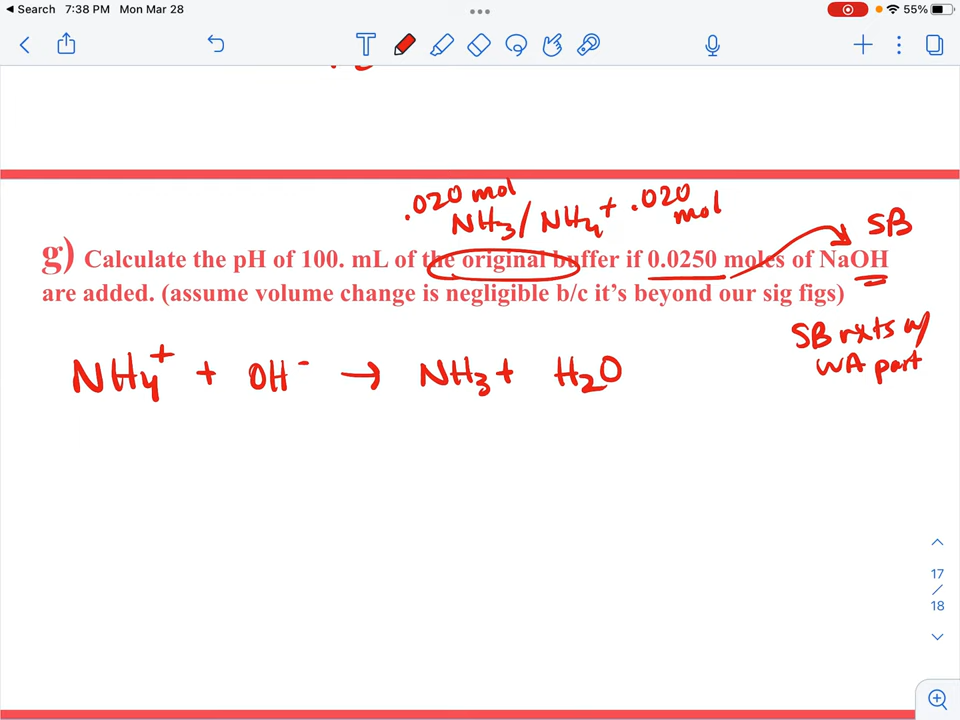 Search 7:38 PM Mon Mar 28 55%
.020 mol NH3/NH4+ .020 mol
SB
g) Calculate the pH of 100. mL of the original buffer if 0.0250 moles of NaOH
are added. (assume volume change is negligible b/c it's beyond our sig figs)
SB rxts w/
WA part
NH4+ + OH- → NH3 + H2O
17
/
18